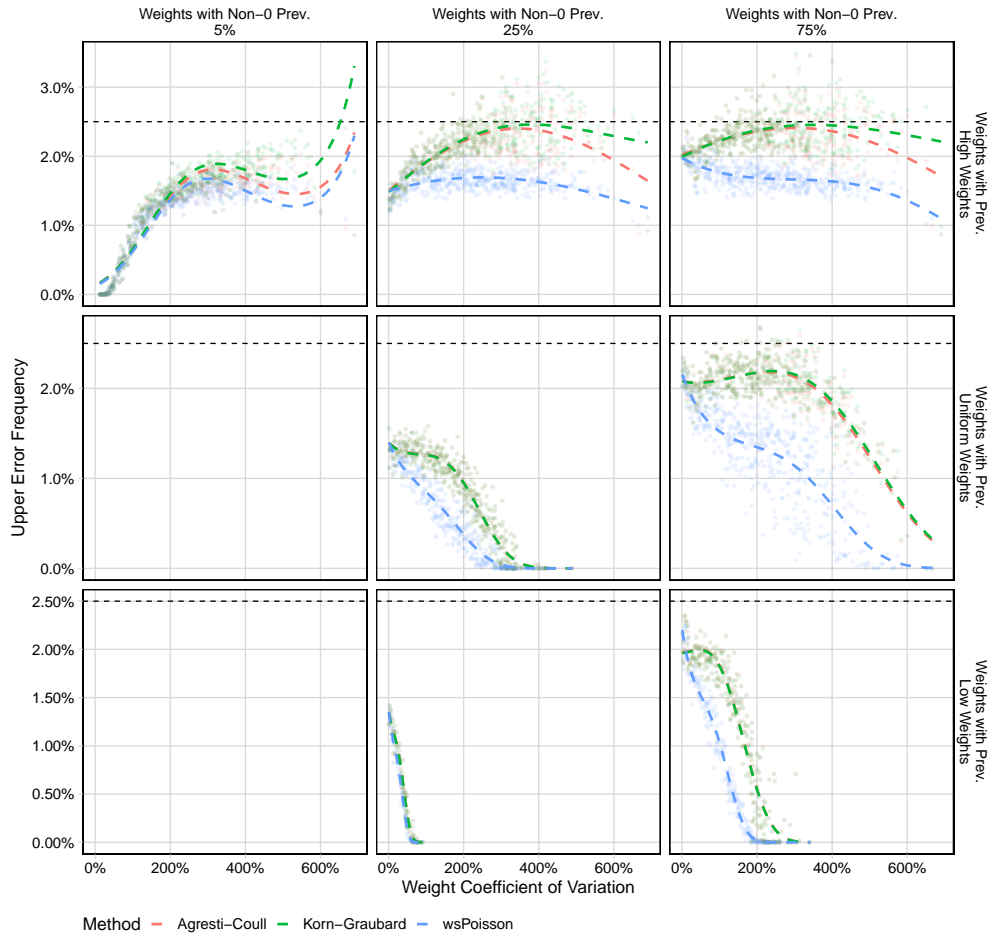 Weights with Non−0 Prev.
5%
Weights with Non−0 Prev.
25%
Weights with Non−0 Prev.
75%
3.0%
2.0%
1.0%
0.0%
Weights with Prev.
High Weights
Upper Error Frequency
2.0%
1.0%
0.0%
Weights with Prev.
Uniform Weights
2.50%
2.00%
1.50%
1.00%
0.50%
0.00%
Weights with Prev.
Low Weights
0% 200% 400% 600% 0% 200% 400% 600% 0% 200% 400% 600%
Weight Coefficient of Variation
Method Agresti−Coull Korn−Graubard wsPoisson